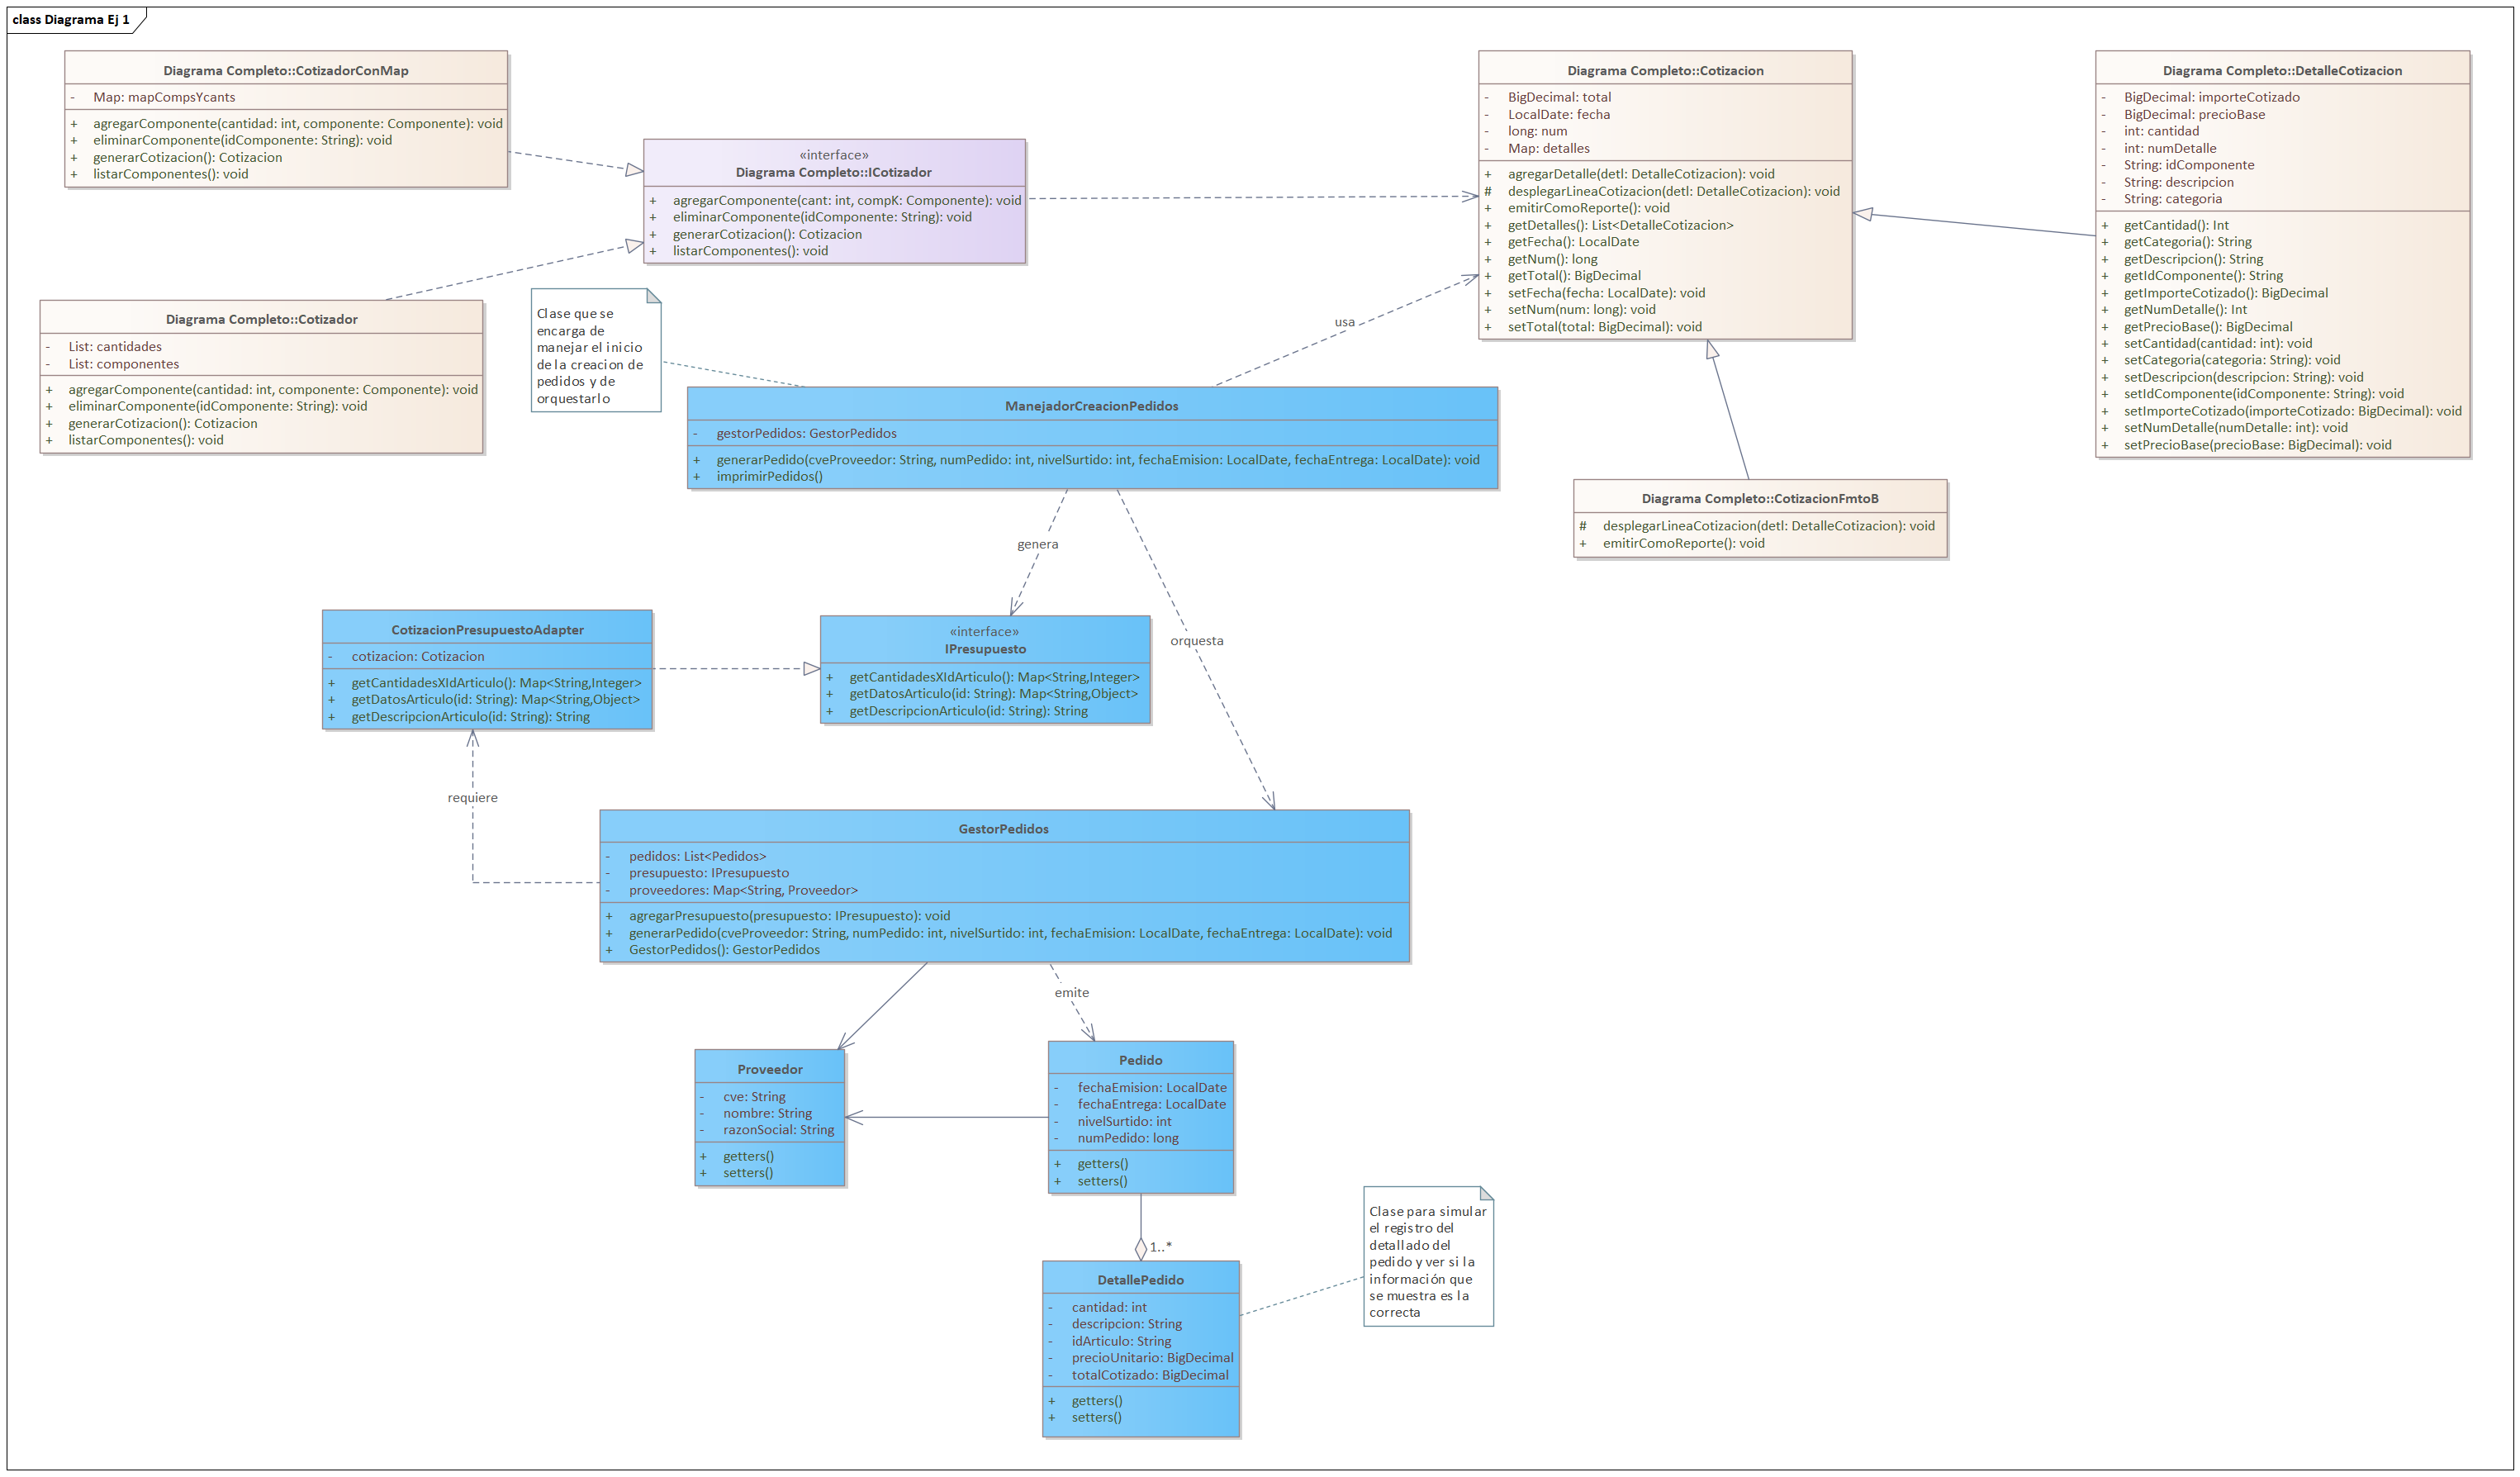 class Diagrama Ej 1
Diagrama Completo::CotizadorConMap
- Map: mapCompsYcants
+ agregarComponente(cantidad: int, componente: Componente): void
+ eliminarComponente(idComponente: String): void
+ generarCotizacion(): Cotizacion
+ listarComponentes(): void
«interface»
Diagrama Completo::ICotizador
+ agregarComponente(cant: int, compK: Componente): void
+ eliminarComponente(idComponente: String): void
+ generarCotizacion(): Cotizacion
+ listarComponentes(): void
Diagrama Completo::Cotizacion
- BigDecimal: total
- LocalDate: fecha
- long: num
- Map: detalles
+ agregarDetalle(detl: DetalleCotizacion): void
# desplegarLineaCotizacion(detl: DetalleCotizacion): void
+ emitirComoReporte(): void
+ getDetalles(): List<DetalleCotizacion>
+ getFecha(): LocalDate
+ getNum(): long
+ getTotal(): BigDecimal
+ setFecha(fecha: LocalDate): void
+ setNum(num: long): void
+ setTotal(total: BigDecimal): void
Diagrama Completo::DetalleCotizacion
- BigDecimal: importeCotizado
- BigDecimal: precioBase
- int: cantidad
- int: numDetalle
- String: idComponente
- String: descripcion
- String: categoria
+ getCantidad(): Int
+ getCategoria(): String
+ getDescripcion(): String
+ getIdComponente(): String
+ getImporteCotizado(): BigDecimal
+ getNumDetalle(): Int
+ getPrecioBase(): BigDecimal
+ setCantidad(cantidad: int): void
+ setCategoria(categoria: String): void
+ setDescripcion(descripcion: String): void
+ setIdComponente(idComponente: String): void
+ setImporteCotizado(importeCotizado: BigDecimal): void
+ setNumDetalle(numDetalle: int): void
+ setPrecioBase(precioBase: BigDecimal): void
Diagrama Completo::Cotizador
- List: cantidades
- List: componentes
+ agregarComponente(cantidad: int, componente: Componente): void
+ eliminarComponente(idComponente: String): void
+ generarCotizacion(): Cotizacion
+ listarComponentes(): void
Clase que se
encarga de
manejar el inicio
de la creacion de
pedidos y de
orquestarlo
usa
ManejadorCreacionPedidos
- gestorPedidos: GestorPedidos
+ generarPedido(cveProveedor: String, numPedido: int, nivelSurtido: int, fechaEmision: LocalDate, fechaEntrega: LocalDate): void
+ imprimirPedidos()
Diagrama Completo::CotizacionFmtoB
# desplegarLineaCotizacion(detl: DetalleCotizacion): void
+ emitirComoReporte(): void
genera
orquesta
CotizacionPresupuestoAdapter
- cotizacion: Cotizacion
+ getCantidadesXIdArticulo(): Map<String,Integer>
+ getDatosArticulo(id: String): Map<String,Object>
+ getDescripcionArticulo(id: String): String
«interface»
IPresupuesto
+ getCantidadesXIdArticulo(): Map<String,Integer>
+ getDatosArticulo(id: String): Map<String,Object>
+ getDescripcionArticulo(id: String): String
requiere
GestorPedidos
- pedidos: List<Pedidos>
- presupuesto: IPresupuesto
- proveedores: Map<String, Proveedor>
+ agregarPresupuesto(presupuesto: IPresupuesto): void
+ generarPedido(cveProveedor: String, numPedido: int, nivelSurtido: int, fechaEmision: LocalDate, fechaEntrega: LocalDate): void
+ GestorPedidos(): GestorPedidos
emite
Proveedor
- cve: String
- nombre: String
- razonSocial: String
+ getters()
+ setters()
Pedido
- fechaEmision: LocalDate
- fechaEntrega: LocalDate
- nivelSurtido: int
- numPedido: long
+ getters()
+ setters()
1..*
DetallePedido
- cantidad: int
- descripcion: String
- idArticulo: String
- precioUnitario: BigDecimal
- totalCotizado: BigDecimal
+ getters()
+ setters()
Clase para simular
el registro del
detallado del
pedido y ver si la
información que
se muestra es la
correcta